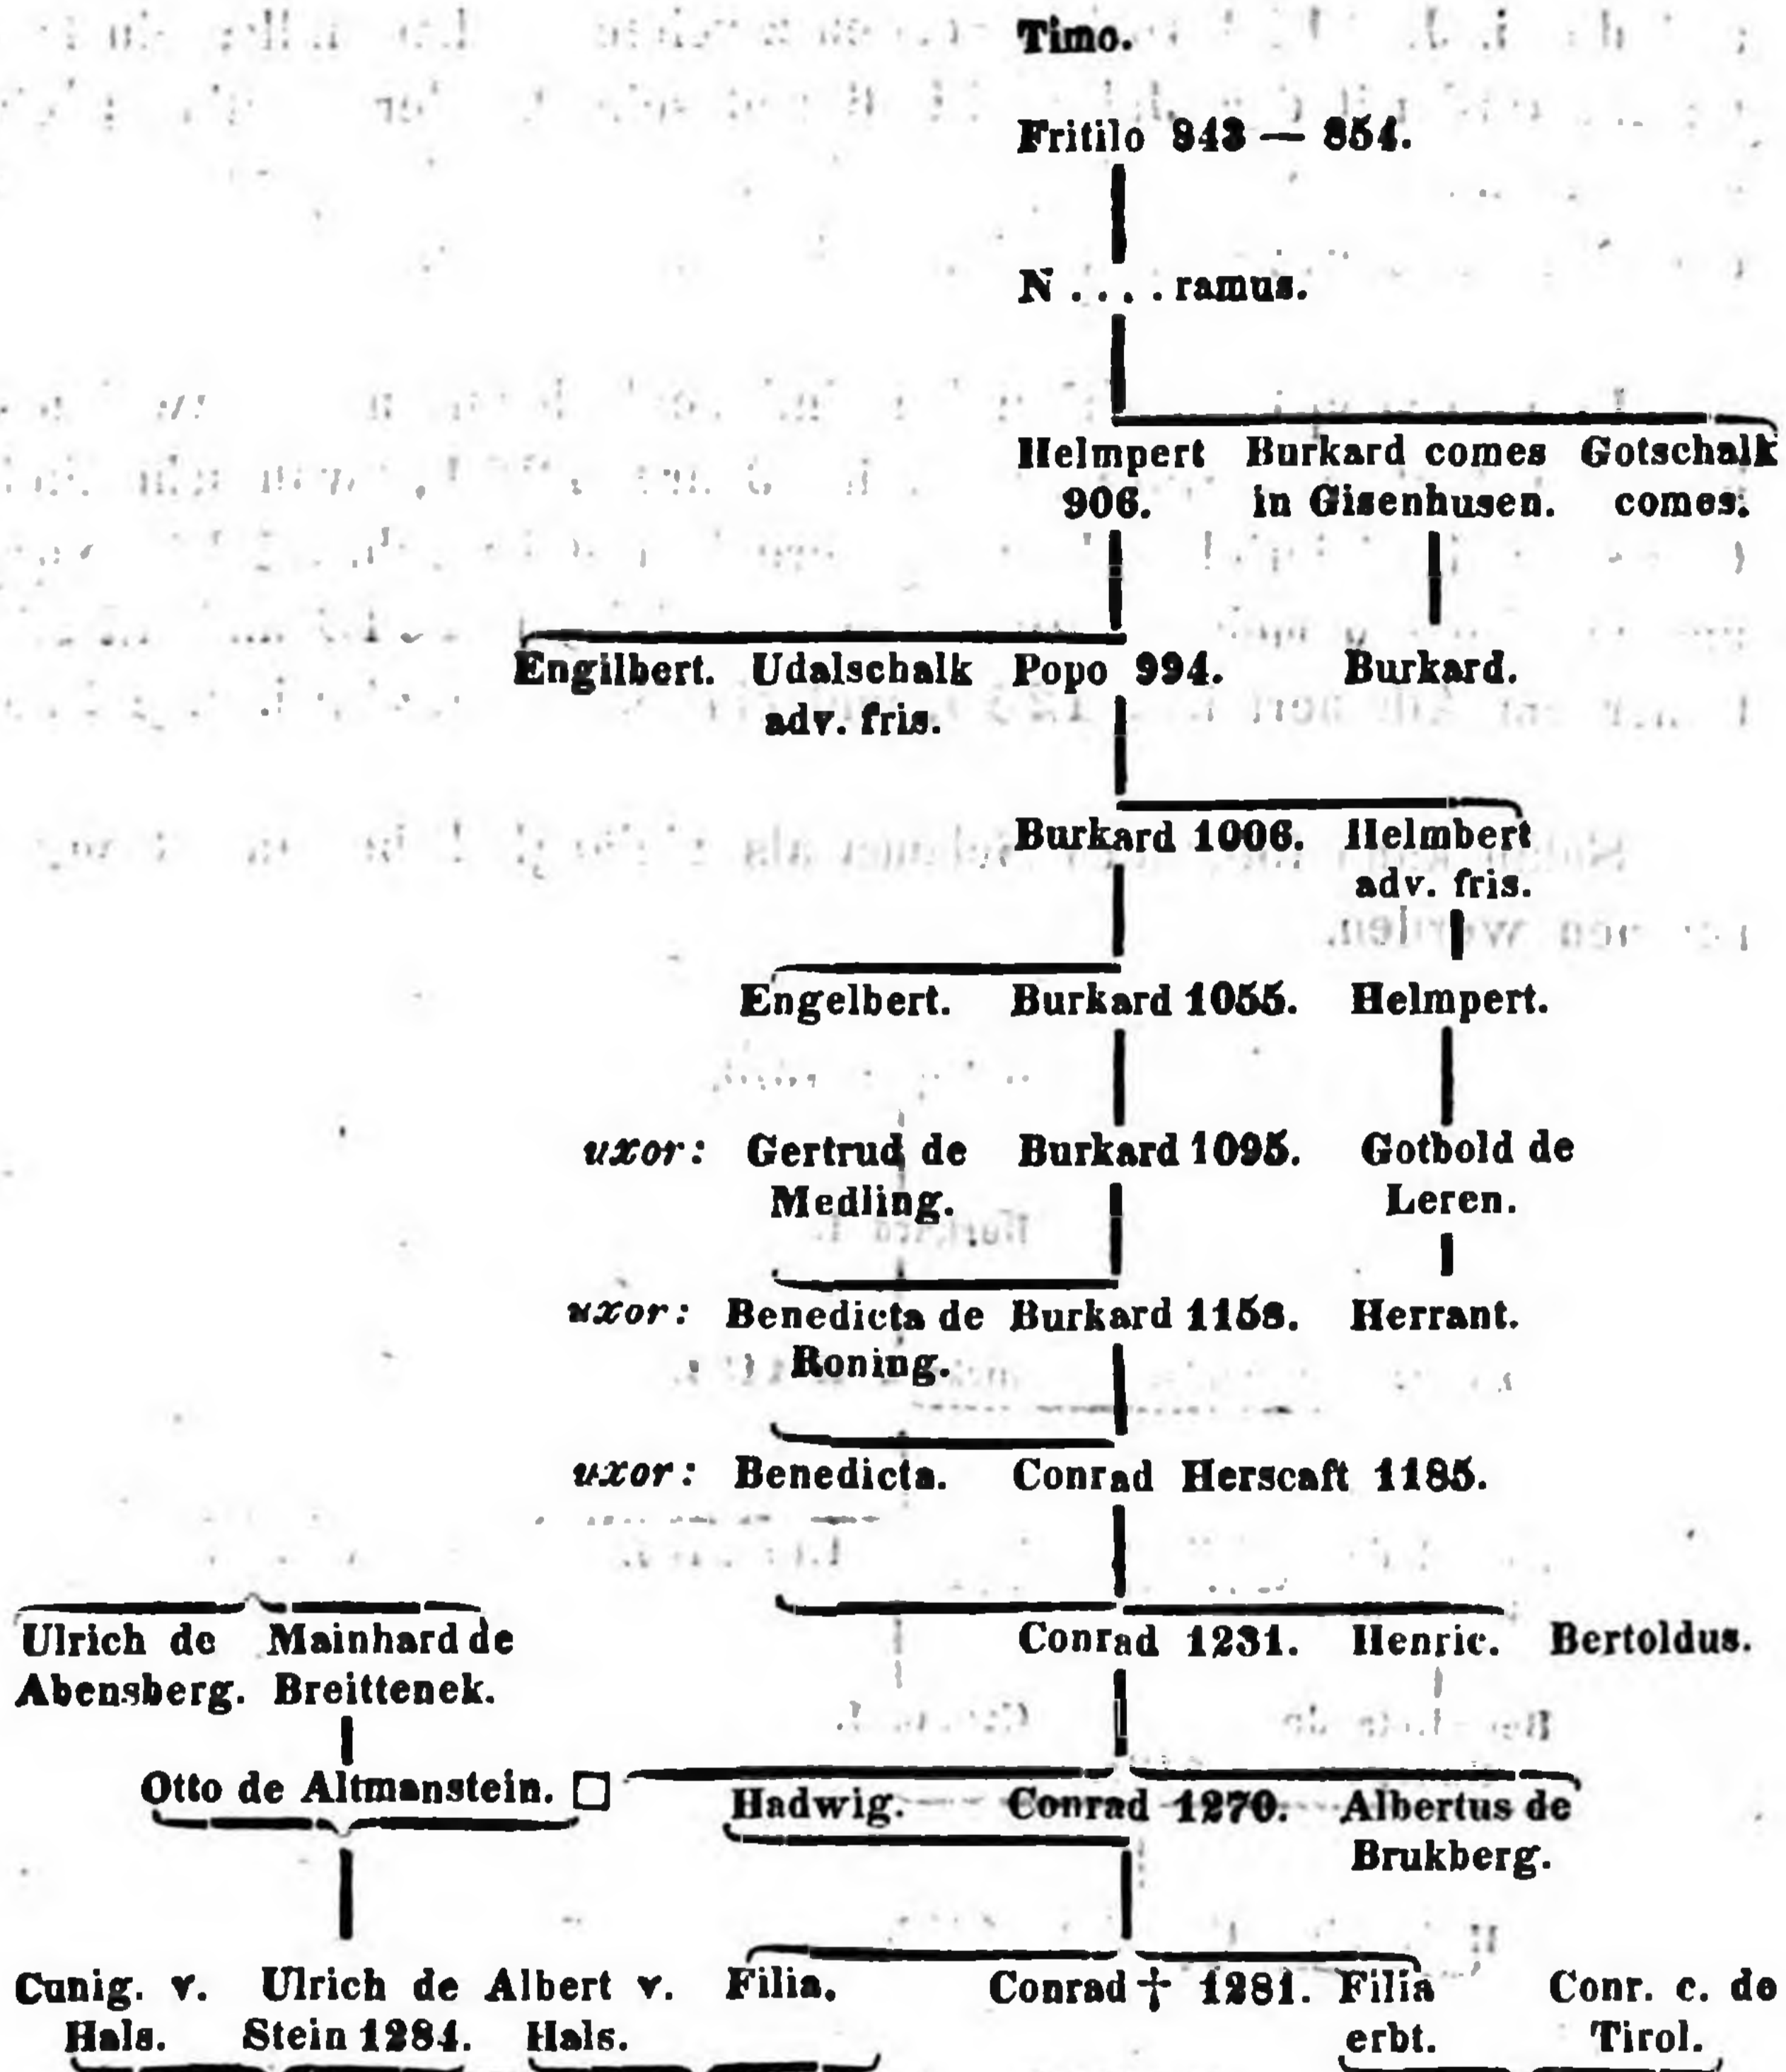 Timo.
Fritilo 843 — 854.
N . . . . ramus.
Helmpert Burkard comes Gotschalk
906. in Gisenhusen. comes.
Engilbert. Udalschalk Popo 994. Burkard.
adv. fris.
Burkard 1006. Helmbert
adv. fris.
Engelbert. Burkard 1055. Helmpert.
uxor: Gertrud de Burkard 1095. Gotbold de
Medling. Leren.
uxor: Benedicta de Burkard 1158. Herrant.
Roning.
uxor: Benedicta. Conrad Herscaft 1185.
Ulrich de Mainhard de Conrad 1231. Henric. Bertoldus.
Abensberg. Breittenek.
Otto de Altmanstein. □
Hadwig. Conrad 1270. Albertus de
Brukberg.
Cunig. v. Ulrich de Albert v. Filia. Conrad † 1281. Filia Conr. c. de
Hals. Stein 1284. Hals. erbt. Tirol.